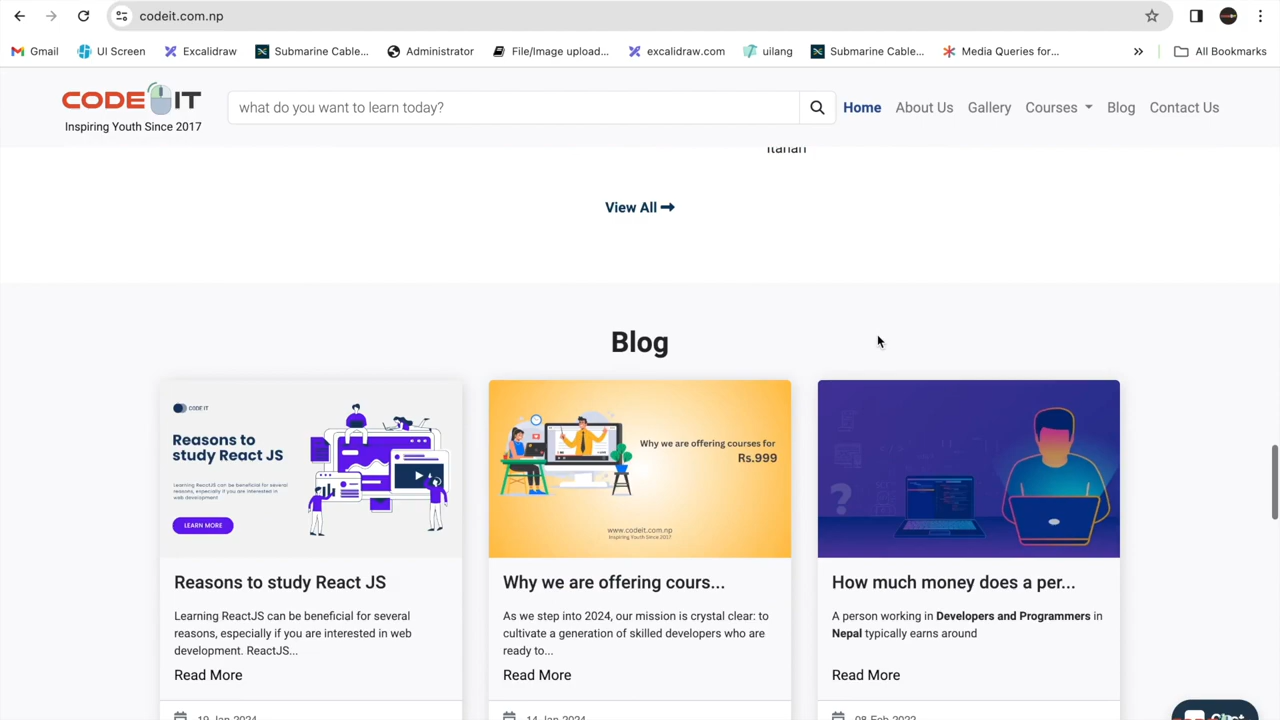 codeit.com.np
Gmail
UI Screen
Excalidraw
Submarine Cable...
Administrator
File/Image upload...
excalidraw.com
uilang
Submarine Cable...
Media Queries for...
»
All Bookmarks
CODE IT
Inspiring Youth Since 2017
what do you want to learn today?
Home
About Us
Gallery
Courses
Blog
Contact Us
Itahari
View All
Blog
CODE IT
Reasons to
study React JS
Learning ReactJS can be beneficial for several
reasons, especially if you are interested in
web development
LEARN MORE
Why we are offering courses for
Rs.999
www.codeit.com.np
Inspiring Youth Since 2017
Reasons to study React JS
Learning ReactJS can be beneficial for several
reasons, especially if you are interested in web
development. ReactJS...
Read More
19 Jan 2024
Why we are offering cours...
As we step into 2024, our mission is crystal clear: to
cultivate a generation of skilled developers who are
ready to...
Read More
14 Jan 2024
How much money does a per...
A person working in Developers and Programmers in
Nepal typically earns around
Read More
08 Feb 2022
Chat